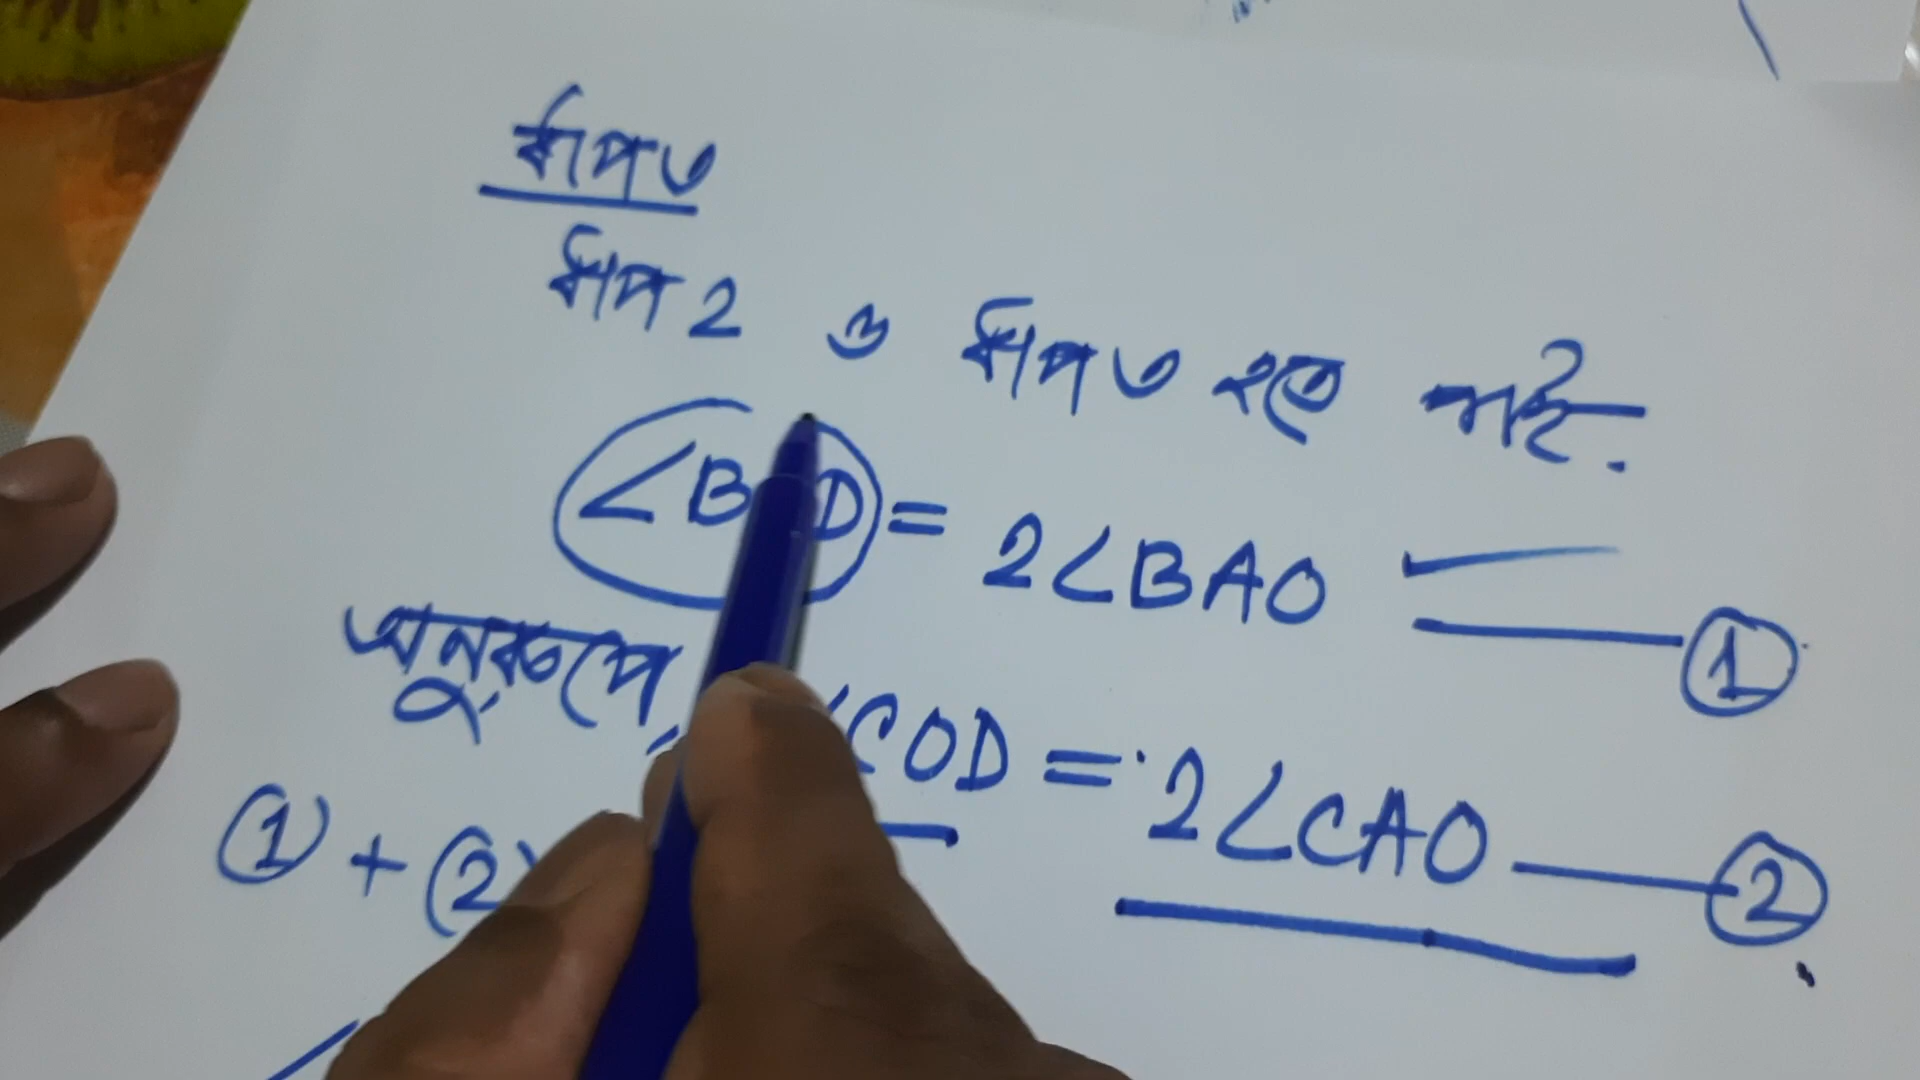 ধাপ ৩
ধাপ 2 ও ধাপ ৩ হতে পাই.
∠B D = 2∠BAO — ①
অনুরূপে, ∠COD = 2∠CAO — ②
① + ②